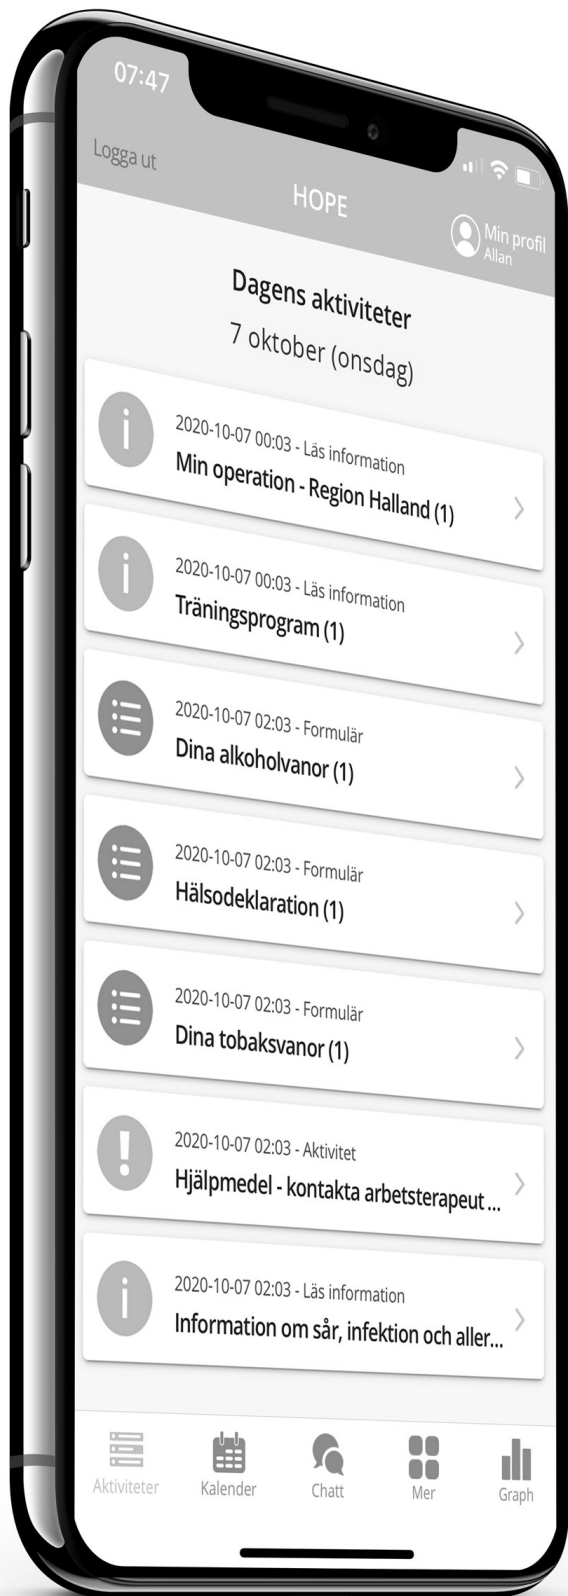 07:47
Logga ut
HOPE
Min profil
Allan
Dagens aktiviteter
7 oktober (onsdag)
2020-10-07 00:03 - Läs information
Min operation - Region Halland (1)
2020-10-07 00:03 - Läs information
Träningsprogram (1)
2020-10-07 02:03 - Formulär
Dina alkoholvanor (1)
2020-10-07 02:03 - Formulär
Hälsodeklaration (1)
2020-10-07 02:03 - Formulär
Dina tobaksvanor (1)
2020-10-07 02:03 - Aktivitet
Hjälpmedel - kontakta arbetsterapeut ...
2020-10-07 02:03 - Läs information
Information om sår, infektion och aller...
Aktiviteter
Kalender
Chatt
Mer
Graph